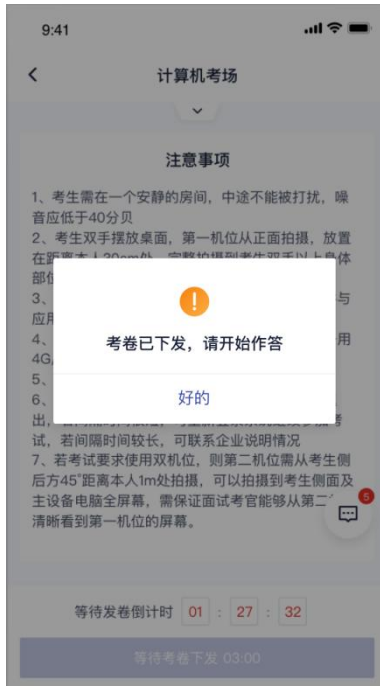 9:41
计算机考场
注意事项
1、考生需在一个安静的房间，中途不能被打扰，噪
音应低于40分贝
2、考生双手摆放桌面，第一机位从正面拍摄，放置
在距离本人30cm处，完整拍摄到考生双手以上身体
部位
3、
与
应用
4、
用
4G
考卷已下发，请开始作答
5、
好的
6、
出，
试，若间隔时间较长，可联系企业说明情况
7、若考试要求使用双机位，则第二机位需从考生侧
后方45°距离本人1m处拍摄，可以拍摄到考生侧面及
主设备电脑全屏幕，需保证面试考官能够从第二
清晰看到第一机位的屏幕。
5
等待发卷倒计时 01 : 27 : 32
等待考卷下发 03:00